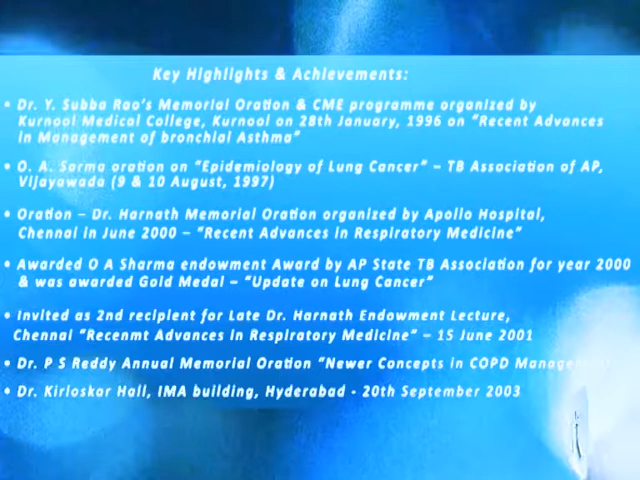 Key Highlights & Achievements:
• Dr. Y. Subba Rao's Memorial Oration & CME programme organized by
Kurnool Medical College, Kurnool on 28th January, 1996 on "Recent Advances
in Management of bronchial Asthma"
• O. A. Sarma oration on "Epidemiology of Lung Cancer" – TB Association of AP,
Vijayawada (9 & 10 August, 1997)
• Oration – Dr. Harnath Memorial Oration organized by Apollo Hospital,
Chennai in June 2000 – "Recent Advances in Respiratory Medicine"
• Awarded O A Sharma endowment Award by AP State TB Association for year 2000
& was awarded Gold Medal – "Update on Lung Cancer"
• Invited as 2nd recipient for Late Dr. Harnath Endowment Lecture,
Chennai "Recenmt Advances in Respiratory Medicine" – 15 June 2001
• Dr. P S Reddy Annual Memorial Oration "Newer Concepts in COPD
• Dr. Kirloskar Hall, IMA building, Hyderabad - 20th September 2003